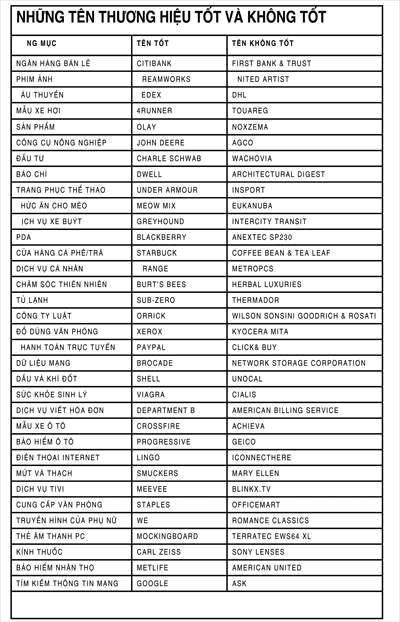 NHỮNG TÊN THƯƠNG HIỆU TỐT VÀ KHÔNG TỐT
NG MỤC TÊN TỐT TÊN KHÔNG TỐT
NGÂN HÀNG BÁN LẺ CITIBANK FIRST BANK & TRUST
PHIM ẢNH REAMWORKS NITED ARTIST
ÁU THUYỀN EDEX DHL
MẪU XE HƠI 4RUNNER TOUAREG
SẢN PHẨM OLAY NOXZEMA
CÔNG CỤ NÔNG NGHIỆP JOHN DEERE AGCO
ĐẦU TƯ CHARLE SCHWAB WACHOVIA
BÁO CHÍ DWELL ARCHITECTURAL DIGEST
TRANG PHỤC THỂ THAO UNDER ARMOUR INSPORT
HỨC ĂN CHO MÈO MEOW MIX EUKANUBA
ỊCH VỤ XE BUÝT GREYHOUND INTERCITY TRANSIT
PDA BLACKBERRY ANEXTEC SP230
CỬA HÀNG CÀ PHÊ/TRÀ STARBUCK COFFEE BEAN & TEA LEAF
DỊCH VỤ CÁ NHÂN RANGE METROPCS
CHĂM SÓC THIÊN NHIÊN BURT'S BEES HERBAL LUXURIES
TỦ LẠNH SUB-ZERO THERMADOR
CÔNG TY LUẬT ORRICK WILSON SONSINI GOODRICH & ROSATI
ĐỒ DÙNG VĂN PHÒNG XEROX KYOCERA MITA
HANH TOÁN TRỰC TUYẾN PAYPAL CLICK& BUY
DỮ LIỆU MẠNG BROCADE NETWORK STORAGE CORPORATION
DẦU VÀ KHÍ ĐỐT SHELL UNOCAL
SỨC KHỎE SINH LÝ VIAGRA CIALIS
DỊCH VỤ VIẾT HÓA ĐƠN DEPARTMENT B AMERICAN BILLING SERVICE
MẪU XE Ô TÔ CROSSFIRE ACHIEVA
BẢO HIỂM Ô TÔ PROGRESSIVE GEICO
ĐIỆN THOẠI INTERNET LINGO ICONNECTHERE
MỨT VÀ THẠCH SMUCKERS MARY ELLEN
DỊCH VỤ TIVI MEEVEE BLINKX.TV
CUNG CẤP VĂN PHÒNG STAPLES OFFICEMART
TRUYỀN HÌNH CỦA PHỤ NỮ WE ROMANCE CLASSICS
THẺ ÂM THANH PC MOCKINGBOARD TERRATEC EWS64 XL
KÍNH THUỐC CARL ZEISS SONY LENSES
BẢO HIỂM NHÂN THỌ METLIFE AMERICAN UNITED
TÌM KIẾM THÔNG TIN MẠNG GOOGLE ASK